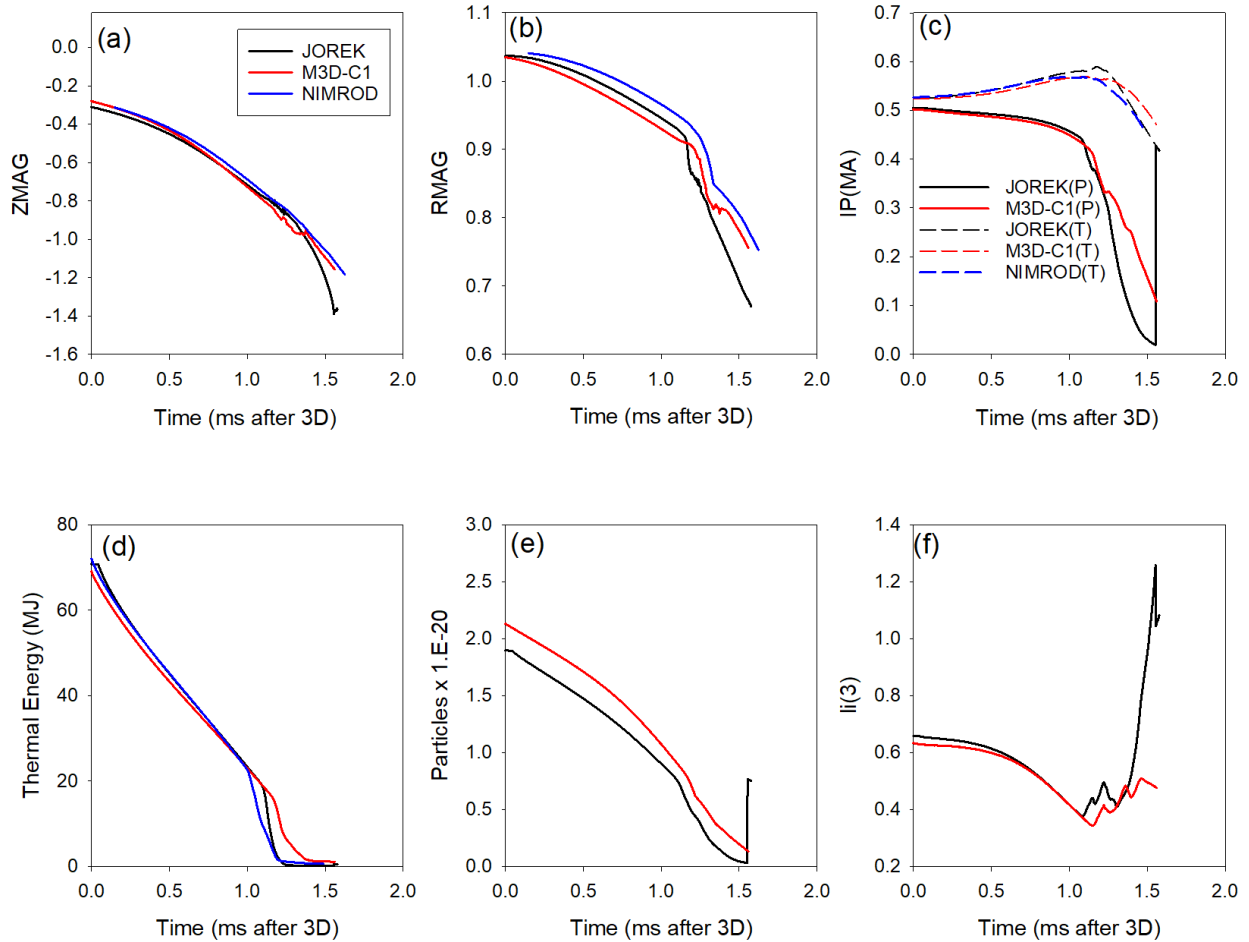 (a)
JOREK
M3D-C1
NIMROD
ZMAG
0.0
-0.2
-0.4
-0.6
-0.8
-1.0
-1.2
-1.4
-1.6
0.0 0.5 1.0 1.5 2.0
Time (ms after 3D)
(b)
RMAG
1.1
1.0
0.9
0.8
0.7
0.6
0.0 0.5 1.0 1.5 2.0
Time (ms after 3D)
(c)
IP(MA)
0.7
0.6
0.5
0.4
0.3
0.2
0.1
0.0
JOREK(P)
M3D-C1(P)
JOREK(T)
M3D-C1(T)
NIMROD(T)
0.0 0.5 1.0 1.5 2.0
Time (ms after 3D)
(d)
Thermal Energy (MJ)
80
60
40
20
0
0.0 0.5 1.0 1.5 2.0
Time (ms after 3D)
(e)
Particles x 1.E-20
3.0
2.5
2.0
1.5
1.0
0.5
0.0
0.0 0.5 1.0 1.5 2.0
Time (ms after 3D)
(f)
li(3)
1.4
1.2
1.0
0.8
0.6
0.4
0.2
0.0 0.5 1.0 1.5 2.0
Time (ms after 3D)